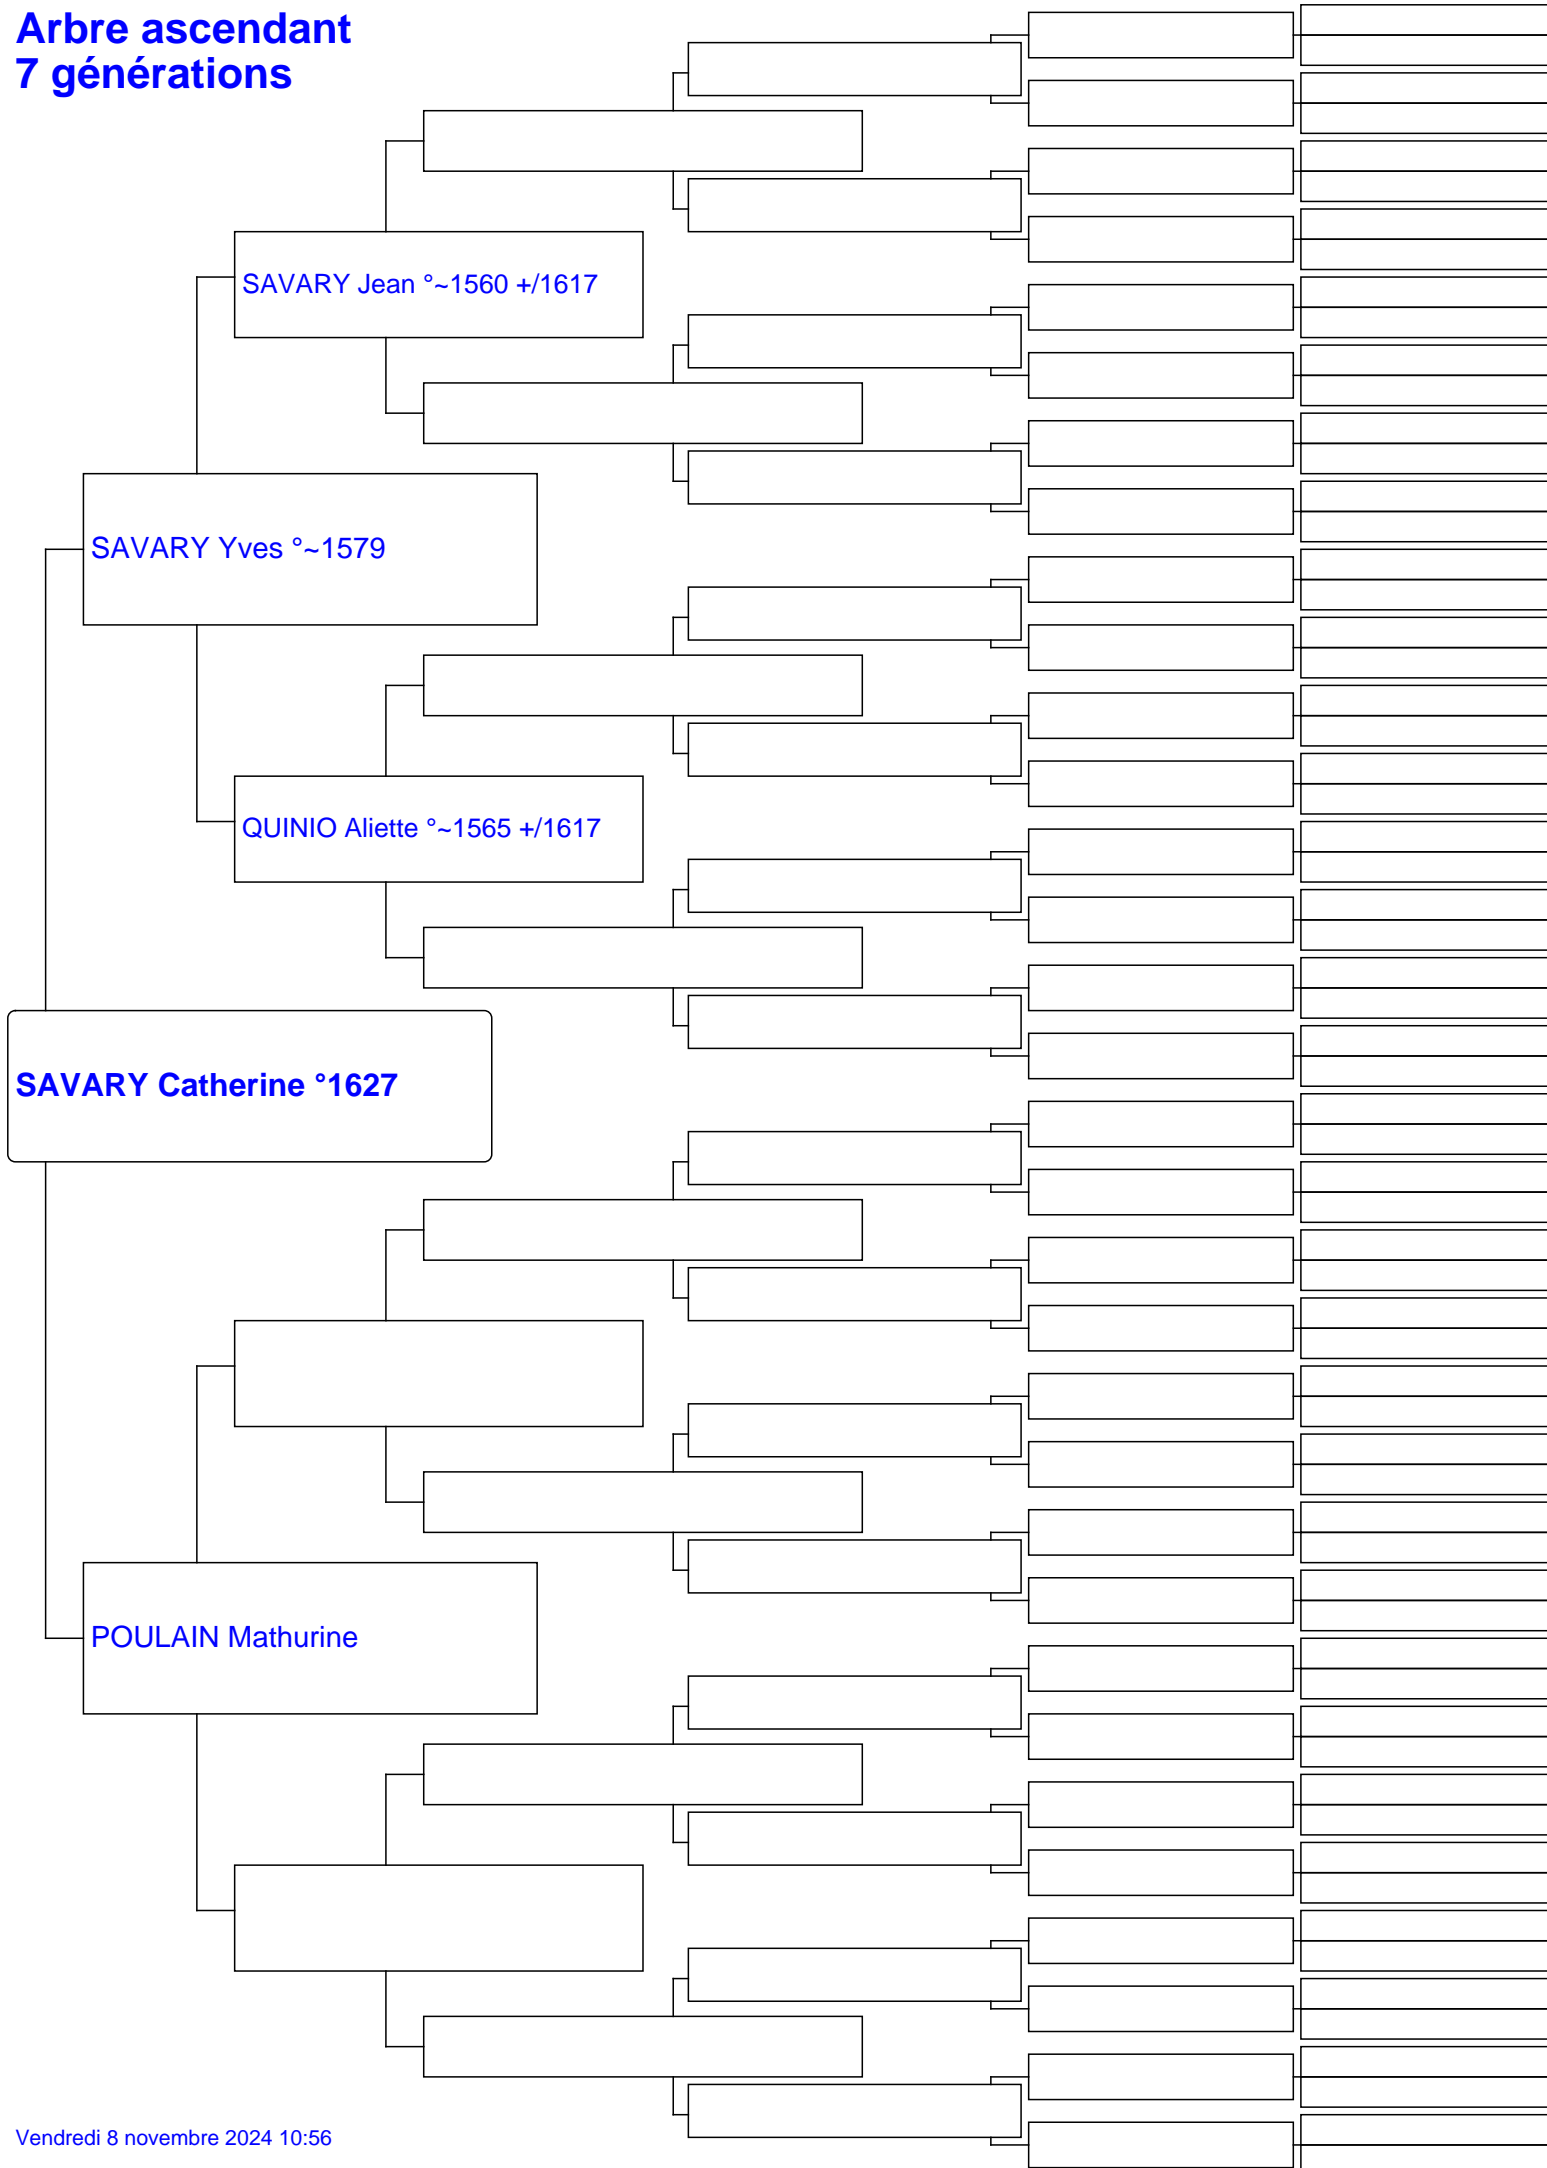 Arbre ascendant
7 générations
SAVARY Jean °~1560 +/1617
SAVARY Yves °~1579
QUINIO Aliette °~1565 +/1617
SAVARY Catherine °1627
POULAIN Mathurine
Vendredi 8 novembre 2024 10:56